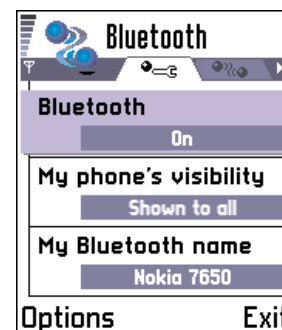 Bluetooth
Bluetooth
On
My phone's visibility
Shown to all
My Bluetooth name
Nokia 7650
Options Exit